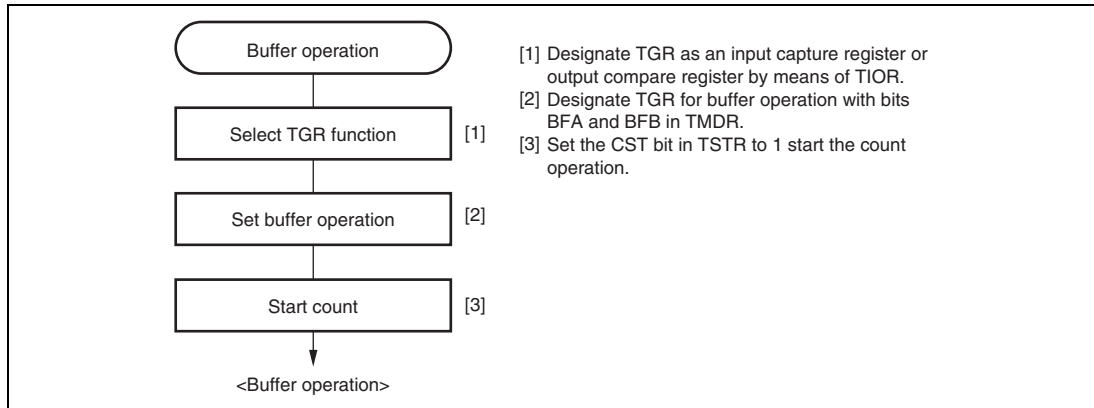 Buffer operation
Select TGR function [1]
Set buffer operation [2]
Start count [3]
<Buffer operation>
[1] Designate TGR as an input capture register or
output compare register by means of TIOR.
[2] Designate TGR for buffer operation with bits
BFA and BFB in TMDR.
[3] Set the CST bit in TSTR to 1 start the count
operation.